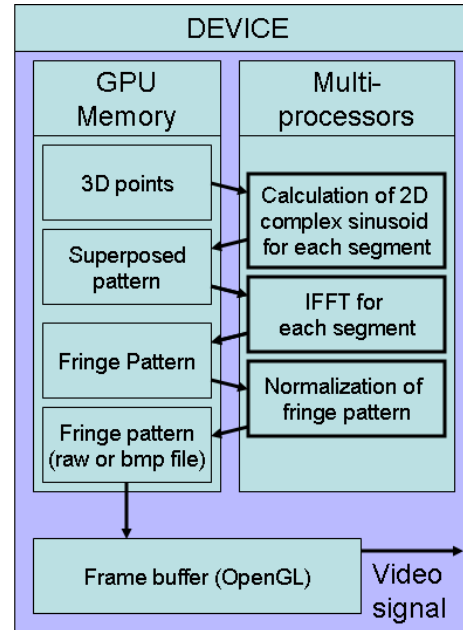 DEVICE
GPU
Memory
Multi-
processors
3D points
Calculation of 2D
complex sinusoid
for each segment
Superposed
pattern
IFFT for
each segment
Fringe Pattern
Normalization of
fringe pattern
Fringe pattern
(raw or bmp file)
Frame buffer (OpenGL)
Video
signal